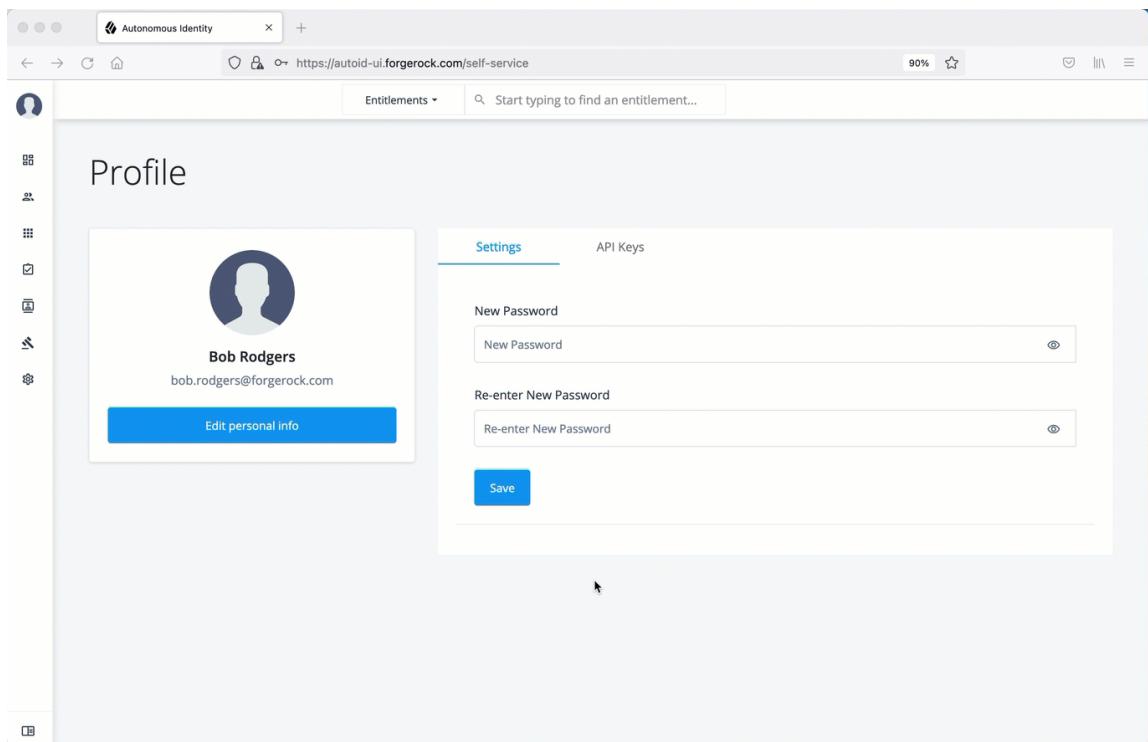 Autonomous Identity
https://autoid-ui.forgerock.com/self-service
90%
Entitlements
Start typing to find an entitlement...
Profile
Bob Rodgers
bob.rodgers@forgerock.com
Edit personal info
Settings
API Keys
New Password
New Password
Re-enter New Password
Re-enter New Password
Save